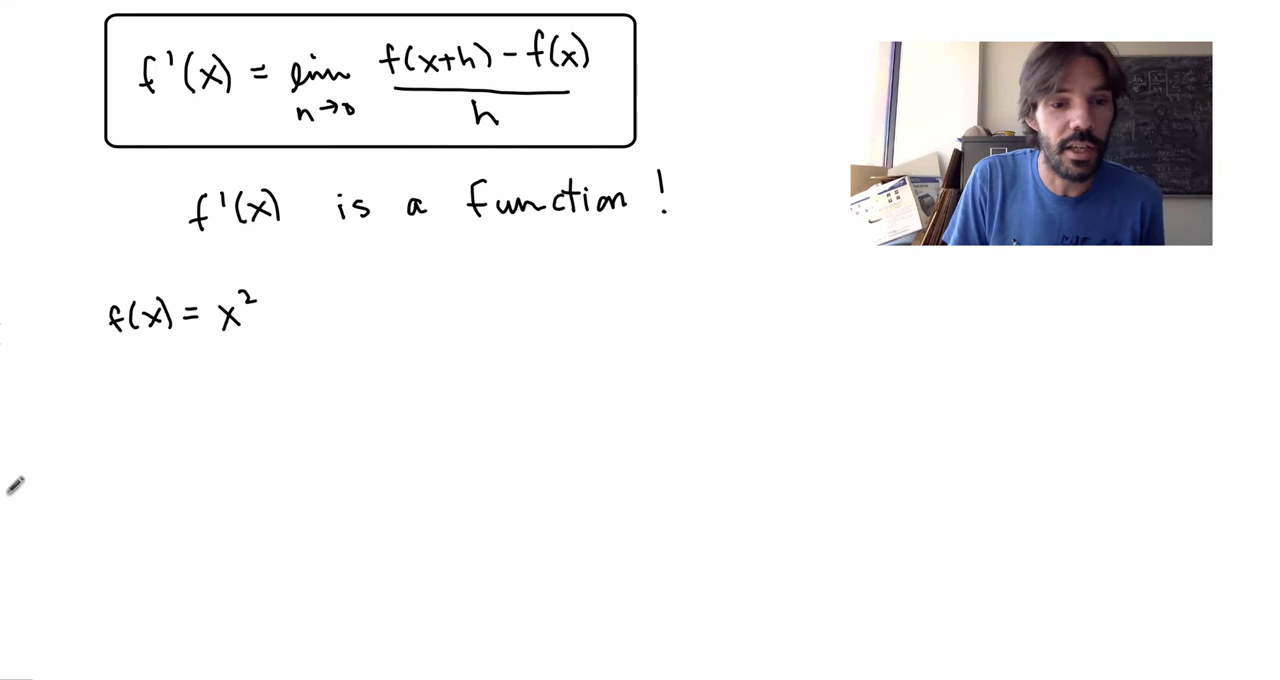 f'(x) = lim h→0 f(x+h) - f(x) / h
f'(x) is a function !
f(x) = x²